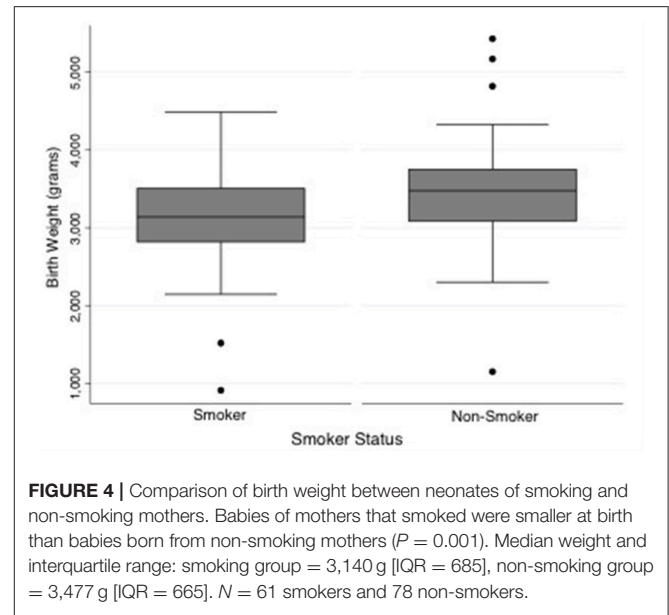 5,000
4,000
3,000
2,000
1,000
Birth Weight (grams)
Smoker
Non-Smoker
Smoker Status
FIGURE 4 | Comparison of birth weight between neonates of smoking and
non-smoking mothers. Babies of mothers that smoked were smaller at birth
than babies born from non-smoking mothers (P = 0.001). Median weight and
interquartile range: smoking group = 3,140 g [IQR = 685], non-smoking group
= 3,477 g [IQR = 665]. N = 61 smokers and 78 non-smokers.